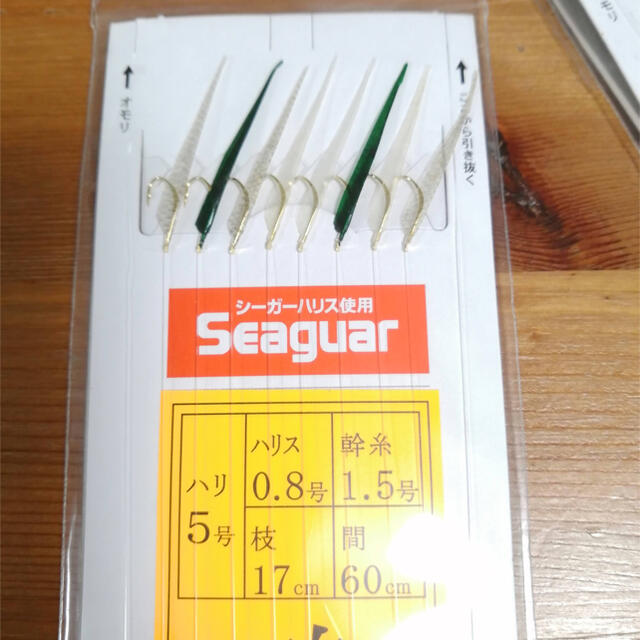 オモリ
ここから引き抜く
シーガーハリス使用
Seaguar
ハリ
5号
ハリス
0.8号
幹糸
1.5号
枝
17cm
間
60cm